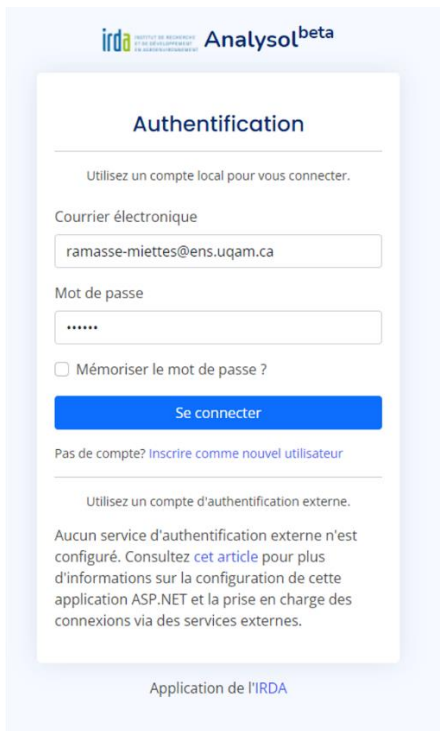 irda INSTITUT DE RECHERCHE
ET DE DÉVELOPPEMENT
EN AGROENVIRONNEMENT
Analysol beta
Authentification
Utilisez un compte local pour vous connecter.
Courrier électronique
ramasse-miettes@ens.uqam.ca
Mot de passe
••••••
Mémoriser le mot de passe ?
Se connecter
Pas de compte? Inscrire comme nouvel utilisateur
Utilisez un compte d'authentification externe.
Aucun service d'authentification externe n'est
configuré. Consultez cet article pour plus
d'informations sur la configuration de cette
application ASP.NET et la prise en charge des
connexions via des services externes.
Application de l'IRDA